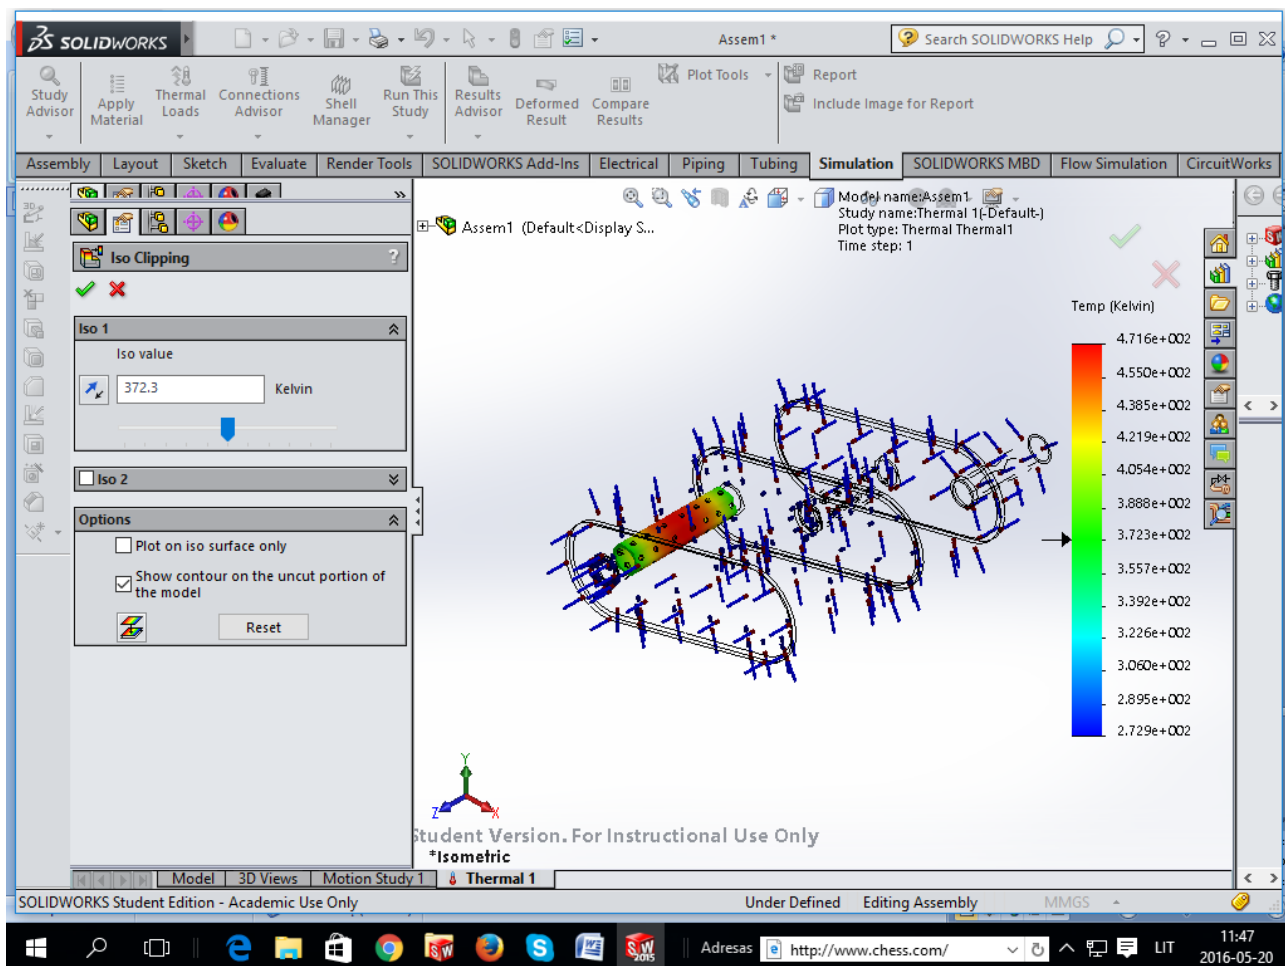 SOLIDWORKS
Assem1 *
Search SOLIDWORKS Help
Study Advisor
Apply Material
Thermal Loads
Connections Advisor
Shell Manager
Run This Study
Results Advisor
Deformed Result
Compare Results
Plot Tools
Report
Include Image for Report
Assembly Layout Sketch Evaluate Render Tools SOLIDWORKS Add-Ins Electrical Piping Tubing Simulation SOLIDWORKS MBD Flow Simulation CircuitWorks
Iso Clipping
?
Iso 1
Iso value
372.3 Kelvin
Iso 2
Options
Plot on iso surface only
Show contour on the uncut portion of
the model
Reset
Assem1 (Default<Display S...
Model name:Assem1
Study name:Thermal 1(-Default-)
Plot type: Thermal Thermal1
Time step: 1
Temp (Kelvin)
4.716e+002
4.550e+002
4.385e+002
4.219e+002
4.054e+002
3.888e+002
3.723e+002
3.557e+002
3.392e+002
3.226e+002
3.060e+002
2.895e+002
2.729e+002
Y
Z
X
Student Version. For Instructional Use Only
*Isometric
Model 3D Views Motion Study 1 Thermal 1
SOLIDWORKS Student Edition - Academic Use Only
Under Defined Editing Assembly MMGS
Adresas http://www.chess.com/
LIT
11:47
2016-05-20